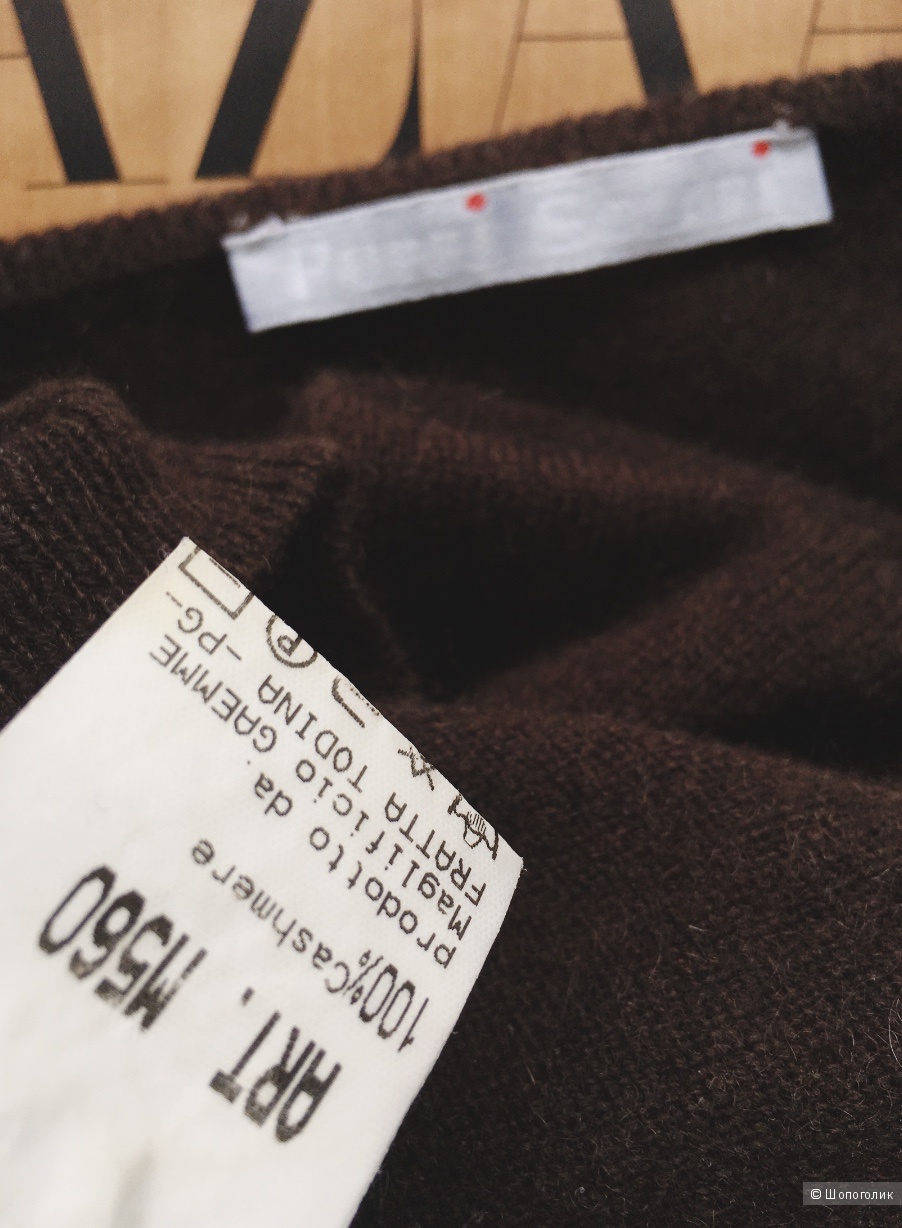 ART. M560
100%Cashmere
prodotto da
Maglificio GAEMME
FRATTA TODINA -PG-
P
© Шопоголик